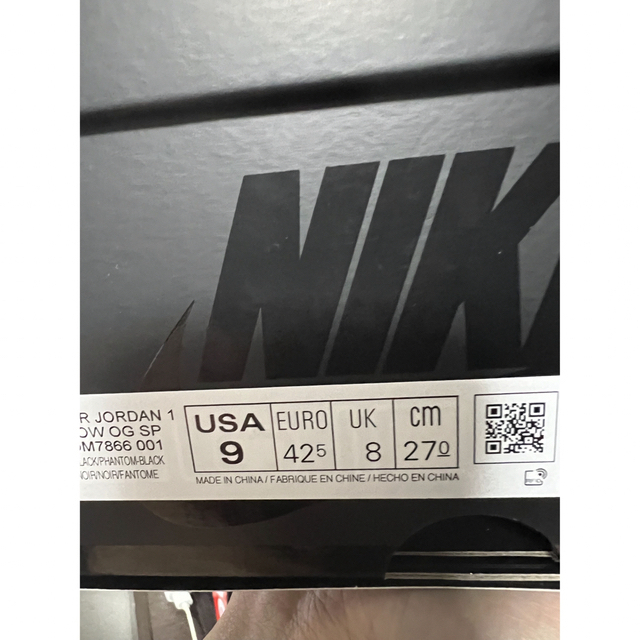 NIK
R JORDAN 1
OW OG SP
M7866 001
LACK/PHANTOM-BLACK
NOIR/NOIR/FANTOME
USA
9
EURO
42 5
UK
8
cm
27 0
MADE IN CHINA / FABRIQUE EN CHINE / HECHO EN CHINA